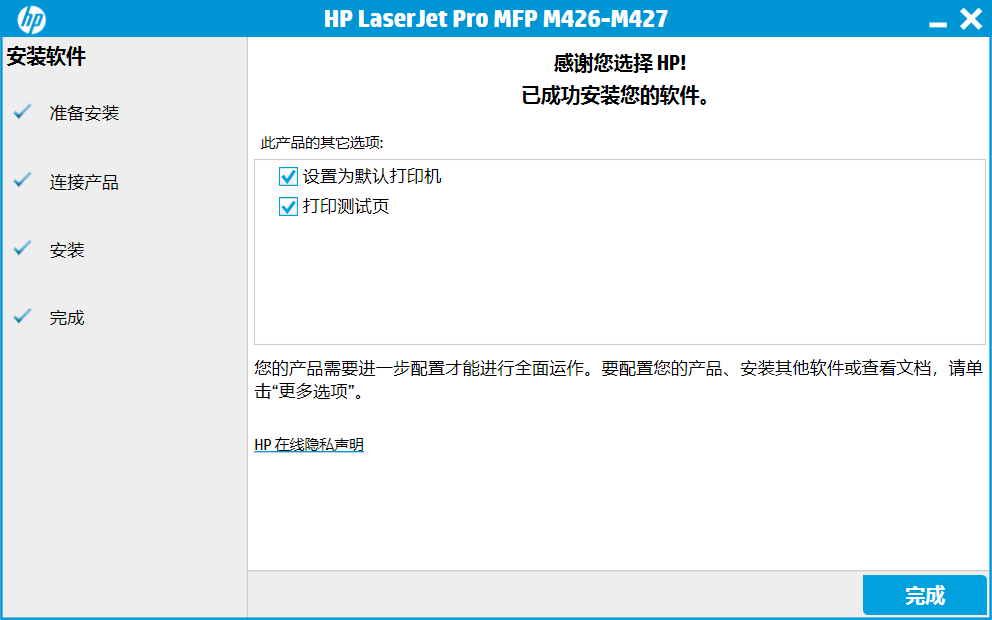 hp
HP LaserJet Pro MFP M426-M427
安装软件
准备安装
连接产品
安装
完成
感谢您选择 HP!
已成功安装您的软件。
此产品的其它选项:
设置为默认打印机
打印测试页
您的产品需要进一步配置才能进行全面运作。要配置您的产品、安装其他软件或查看文档，请单
击“更多选项”。
HP 在线隐私声明
完成